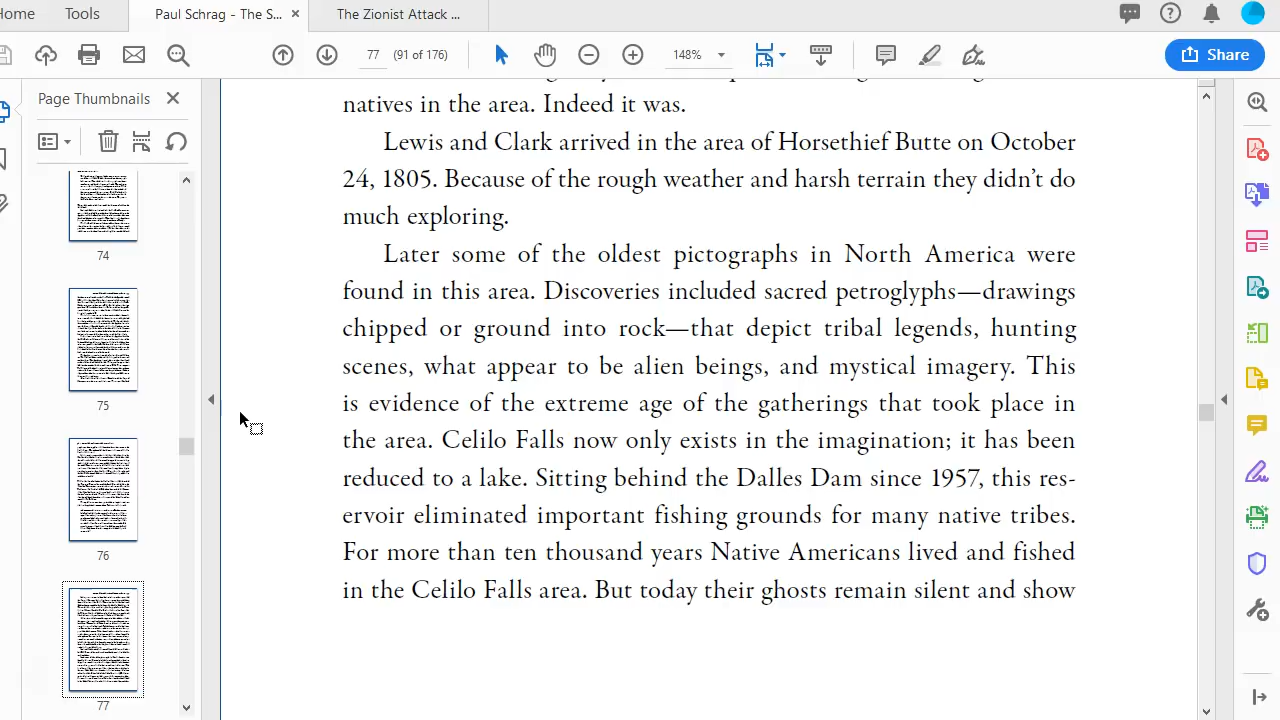 Home
Tools
Paul Schrag - The S...
The Zionist Attack ...
77
(91 of 176)
148%
Share
Page Thumbnails
74
75
76
77
natives in the area. Indeed it was.
Lewis and Clark arrived in the area of Horsethief Butte on October
24, 1805. Because of the rough weather and harsh terrain they didn’t do
much exploring.
Later some of the oldest pictographs in North America were
found in this area. Discoveries included sacred petroglyphs—drawings
chipped or ground into rock—that depict tribal legends, hunting
scenes, what appear to be alien beings, and mystical imagery. This
is evidence of the extreme age of the gatherings that took place in
the area. Celilo Falls now only exists in the imagination; it has been
reduced to a lake. Sitting behind the Dalles Dam since 1957, this res-
ervoir eliminated important fishing grounds for many native tribes.
For more than ten thousand years Native Americans lived and fished
in the Celilo Falls area. But today their ghosts remain silent and show